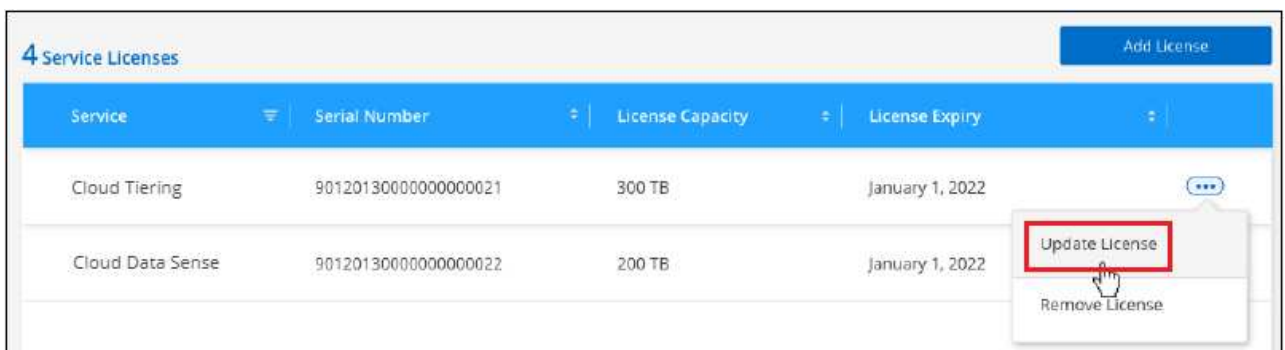 4 Service Licenses
Add License
Service Serial Number License Capacity License Expiry
Cloud Tiering 90120130000000000021 300 TB January 1, 2022
Update License
Cloud Data Sense 90120130000000000022 200 TB January 1, 2022
Remove License